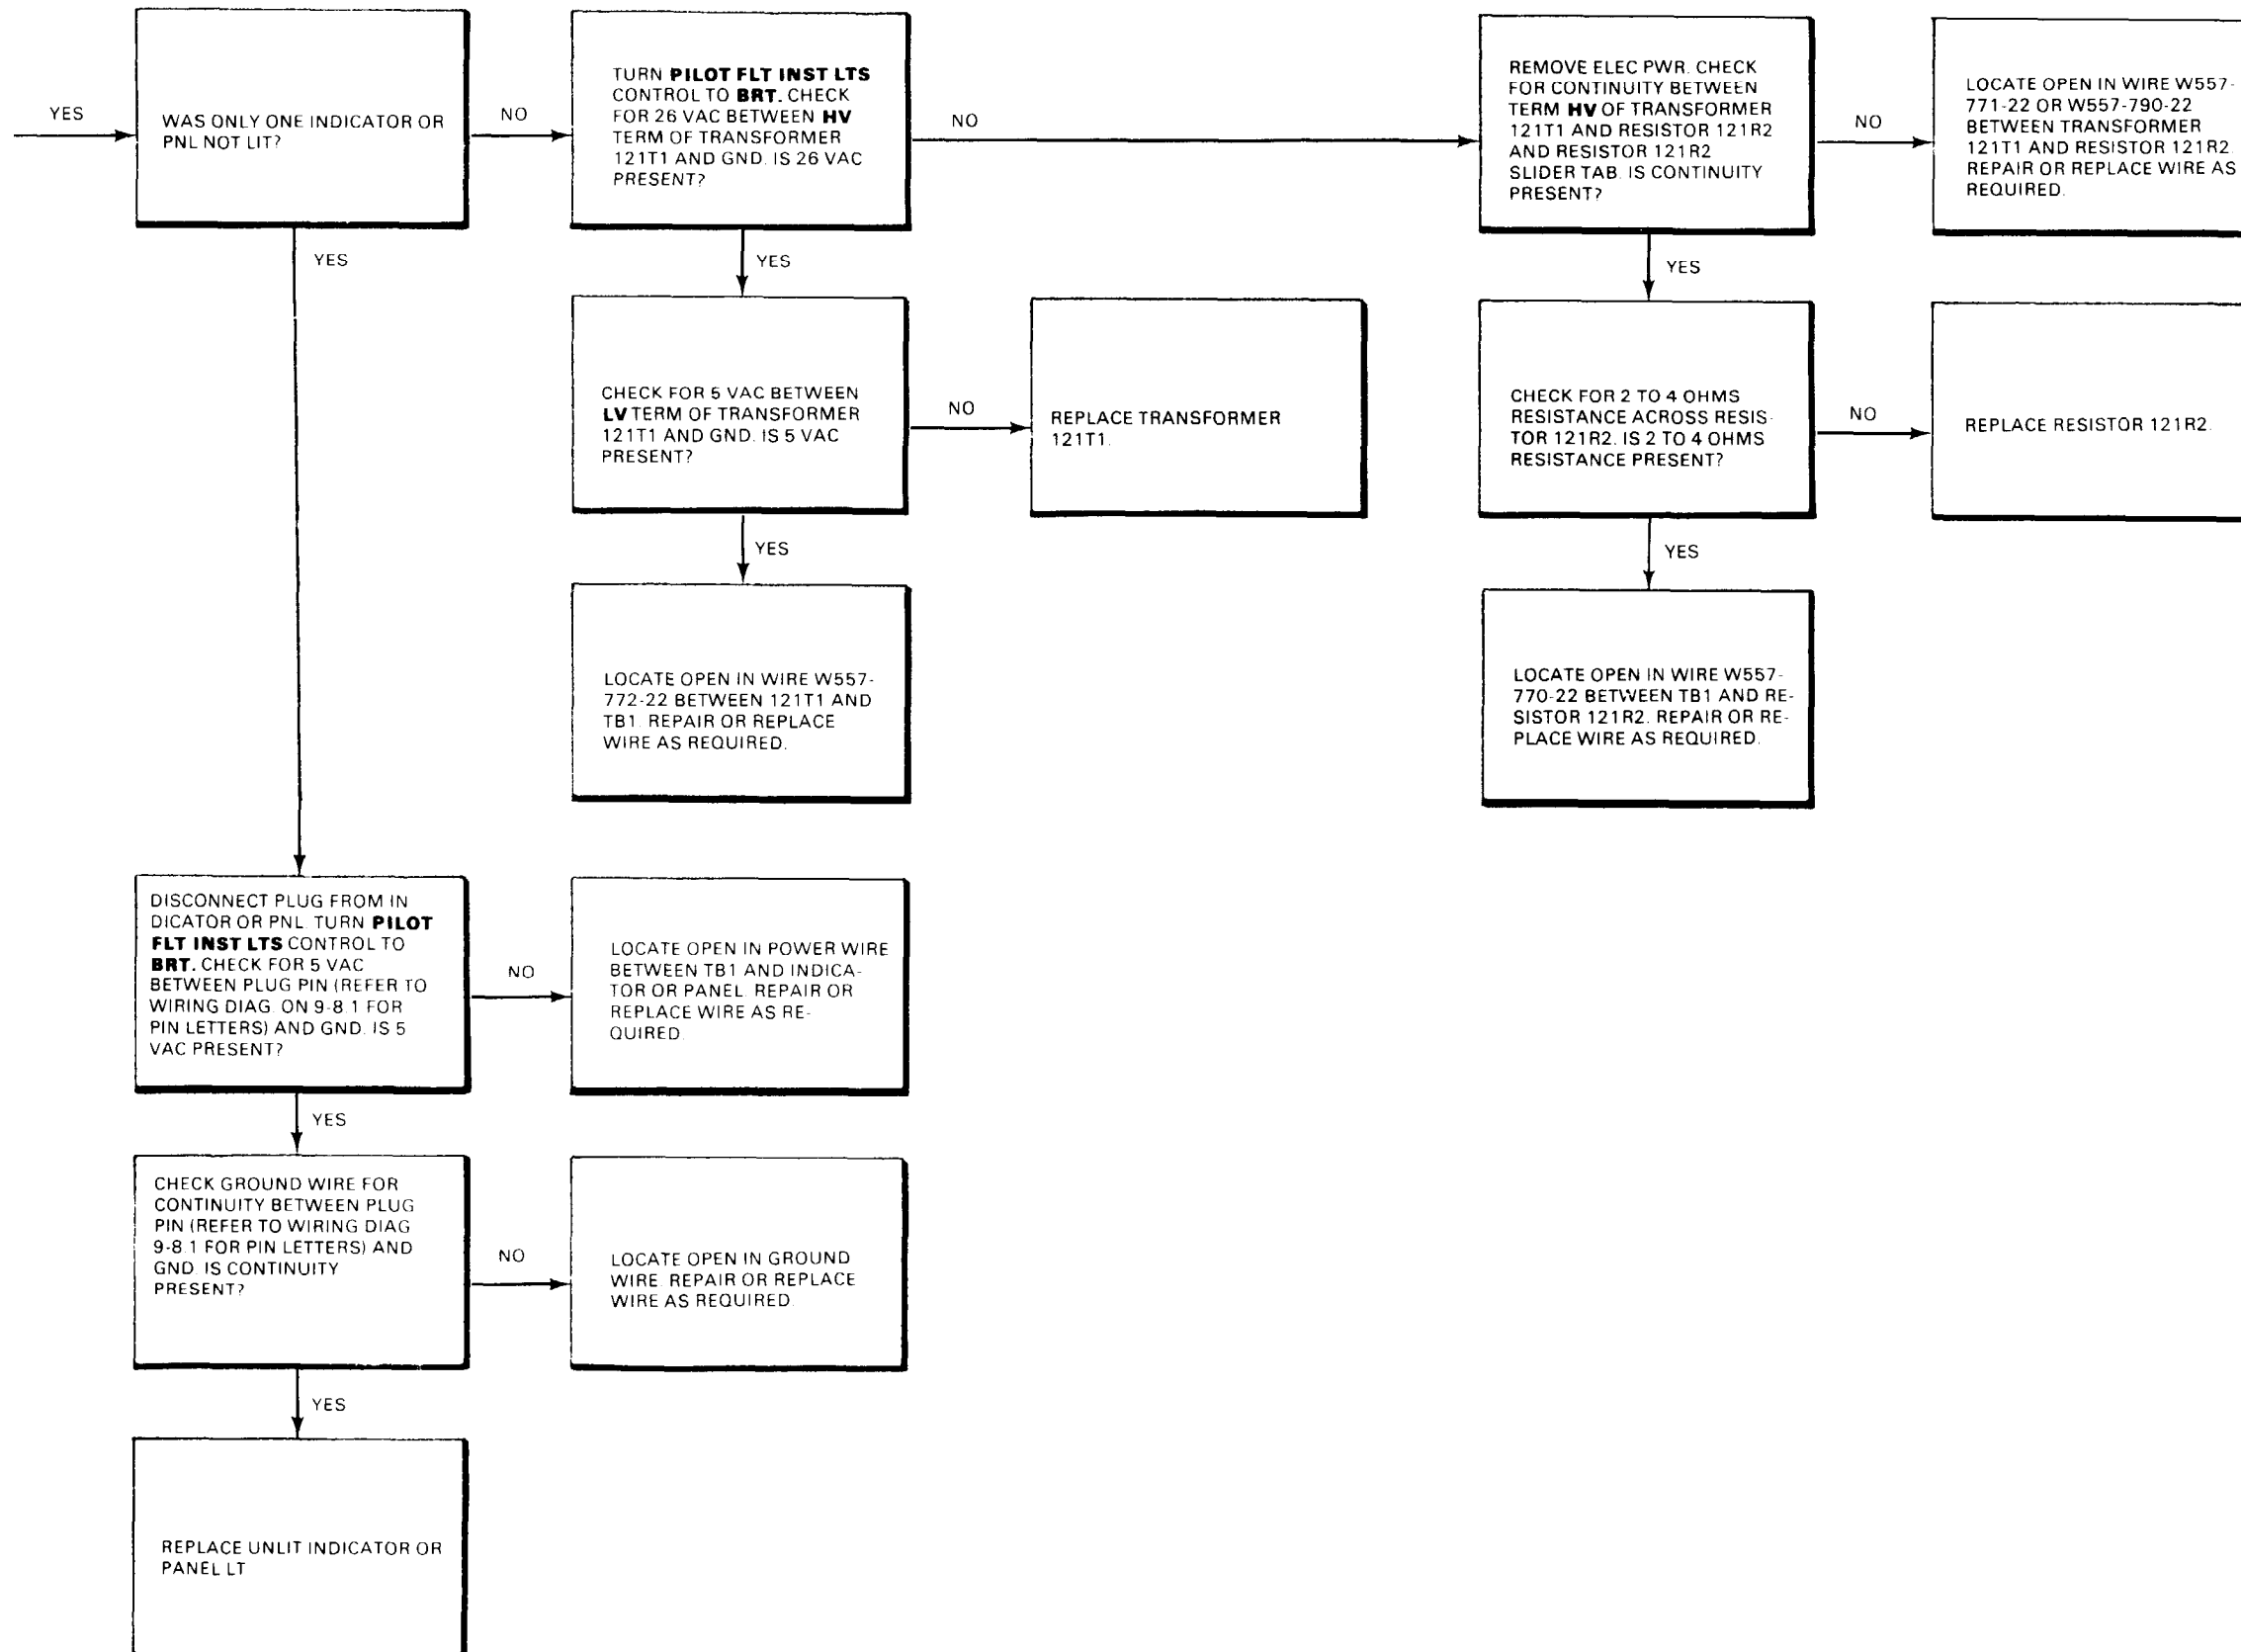 YES
WAS ONLY ONE INDICATOR OR
PNL NOT LIT?
NO
TURN PILOT FLT INST LTS
CONTROL TO BRT. CHECK
FOR 26 VAC BETWEEN HV
TERM OF TRANSFORMER
121T1 AND GND. IS 26 VAC
PRESENT?
NO
REMOVE ELEC PWR. CHECK
FOR CONTINUITY BETWEEN
TERM HV OF TRANSFORMER
121T1 AND RESISTOR 121R2
AND RESISTOR 121R2
SLIDER TAB. IS CONTINUITY
PRESENT?
NO
LOCATE OPEN IN WIRE W557-
771-22 OR W557-790-22
BETWEEN TRANSFORMER
121T1 AND RESISTOR 121R2.
REPAIR OR REPLACE WIRE AS
REQUIRED.
YES
YES
YES
CHECK FOR 5 VAC BETWEEN
LV TERM OF TRANSFORMER
121T1 AND GND. IS 5 VAC
PRESENT?
NO
REPLACE TRANSFORMER
121T1.
CHECK FOR 2 TO 4 OHMS
RESISTANCE ACROSS RESIS-
TOR 121R2. IS 2 TO 4 OHMS
RESISTANCE PRESENT?
NO
REPLACE RESISTOR 121R2.
YES
YES
LOCATE OPEN IN WIRE W557-
772-22 BETWEEN 121T1 AND
TB1. REPAIR OR REPLACE
WIRE AS REQUIRED.
LOCATE OPEN IN WIRE W557-
770-22 BETWEEN TB1 AND RE-
SISTOR 121R2. REPAIR OR RE-
PLACE WIRE AS REQUIRED.
DISCONNECT PLUG FROM IN
DICATOR OR PNL. TURN PILOT
FLT INST LTS CONTROL TO
BRT. CHECK FOR 5 VAC
BETWEEN PLUG PIN (REFER TO
WIRING DIAG. ON 9-8.1 FOR
PIN LETTERS) AND GND. IS 5
VAC PRESENT?
NO
LOCATE OPEN IN POWER WIRE
BETWEEN TB1 AND INDICA-
TOR OR PANEL. REPAIR OR
REPLACE WIRE AS RE-
QUIRED.
YES
CHECK GROUND WIRE FOR
CONTINUITY BETWEEN PLUG
PIN (REFER TO WIRING DIAG
9-8.1 FOR PIN LETTERS) AND
GND. IS CONTINUITY
PRESENT?
NO
LOCATE OPEN IN GROUND
WIRE. REPAIR OR REPLACE
WIRE AS REQUIRED.
YES
REPLACE UNLIT INDICATOR OR
PANEL LT